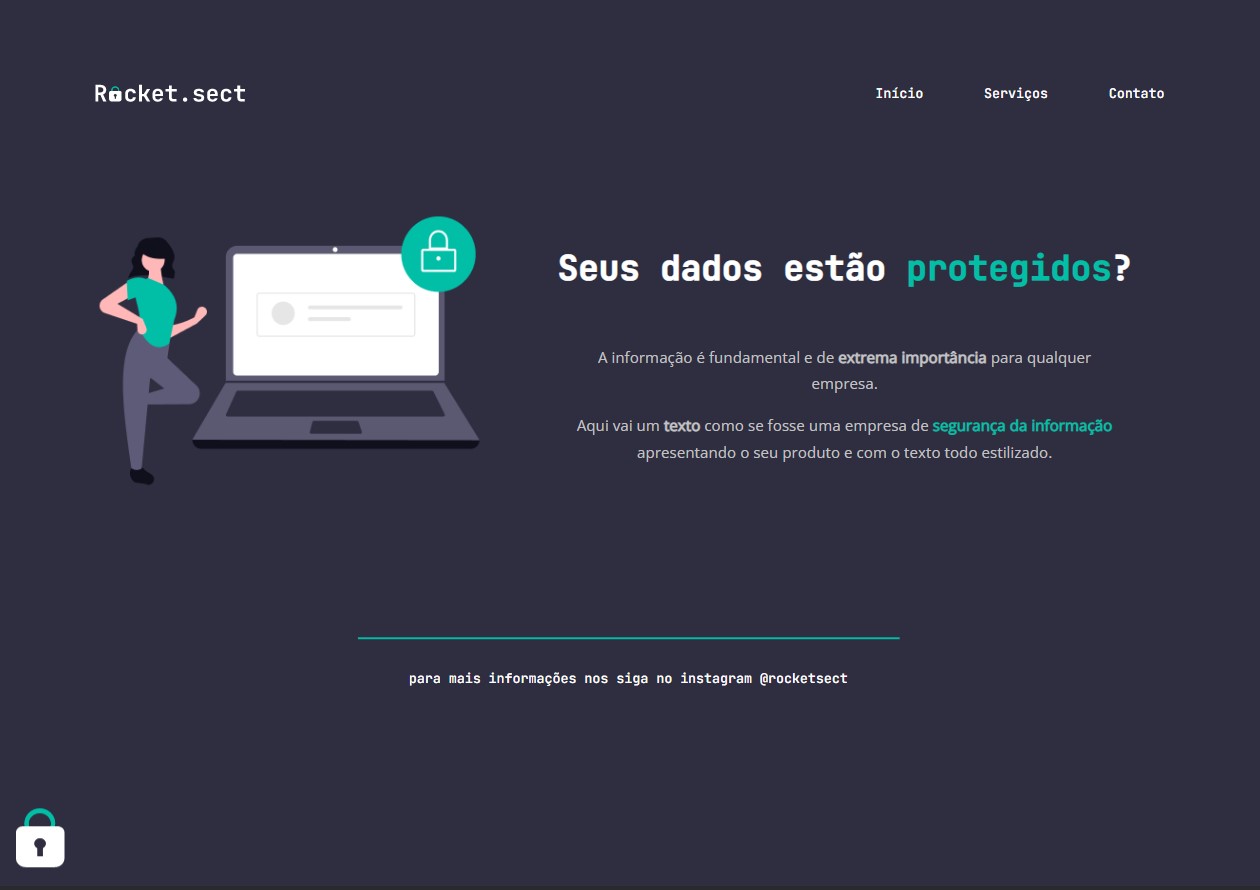 Rocket.sect
Início
Serviços
Contato
Seus dados estão protegidos?
A informação é fundamental e de extrema importância para qualquer
empresa.
Aqui vai um texto como se fosse uma empresa de segurança da informação
apresentando o seu produto e com o texto todo estilizado.
para mais informações nos siga no instagram @rocketsect